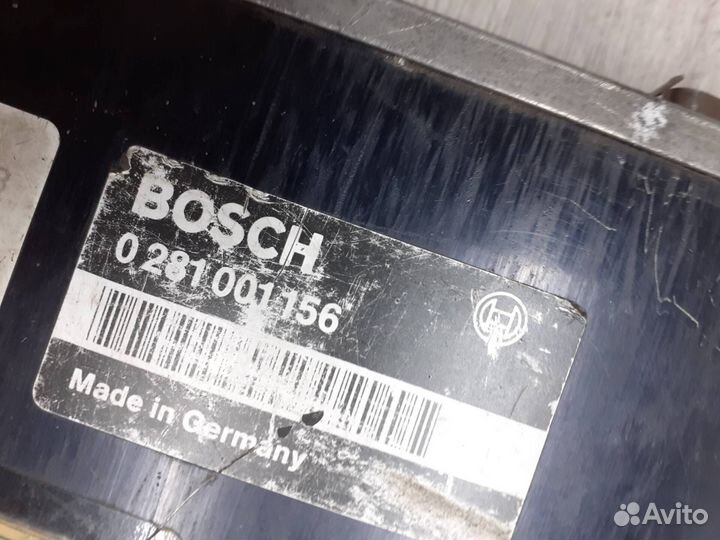 BOSCH
0 281 001 156
Made in Germany
Avito